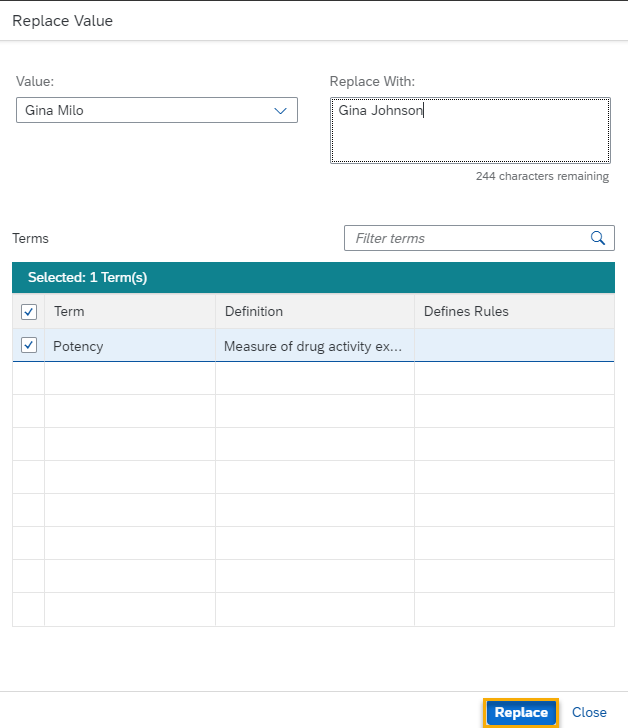 Replace Value
Value:
Replace With:
Gina Milo
Gina Johnson
244 characters remaining
Terms
Filter terms
Selected: 1 Term(s)
Term Definition Defines Rules
Potency Measure of drug activity ex...
Replace Close